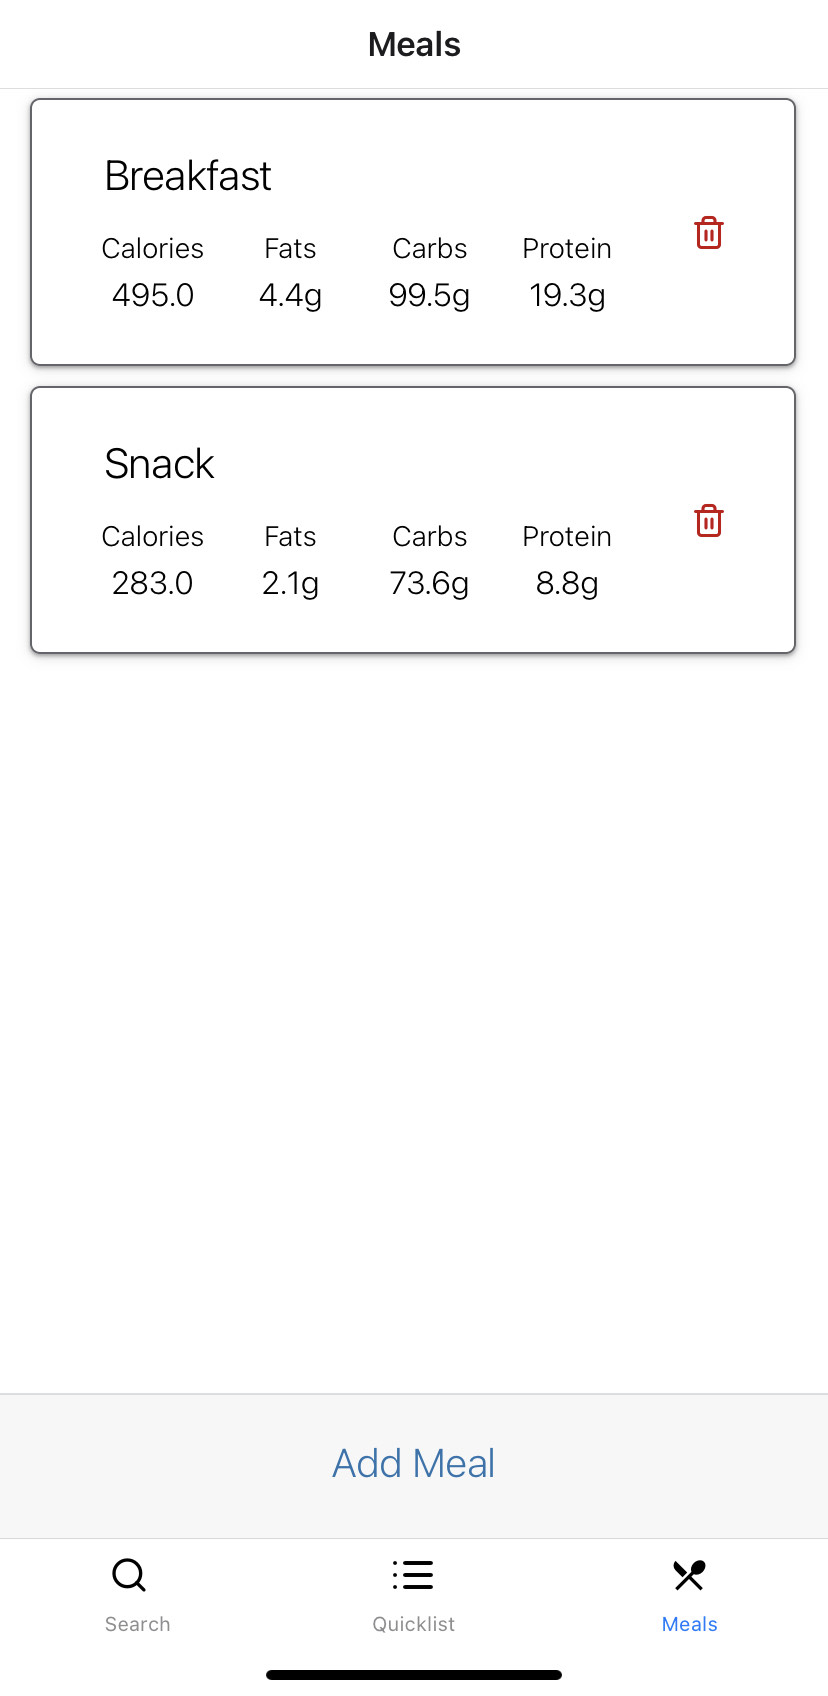 Meals
Breakfast
Calories Fats Carbs Protein
495.0 4.4g 99.5g 19.3g
Snack
Calories Fats Carbs Protein
283.0 2.1g 73.6g 8.8g
Add Meal
Search Quicklist Meals